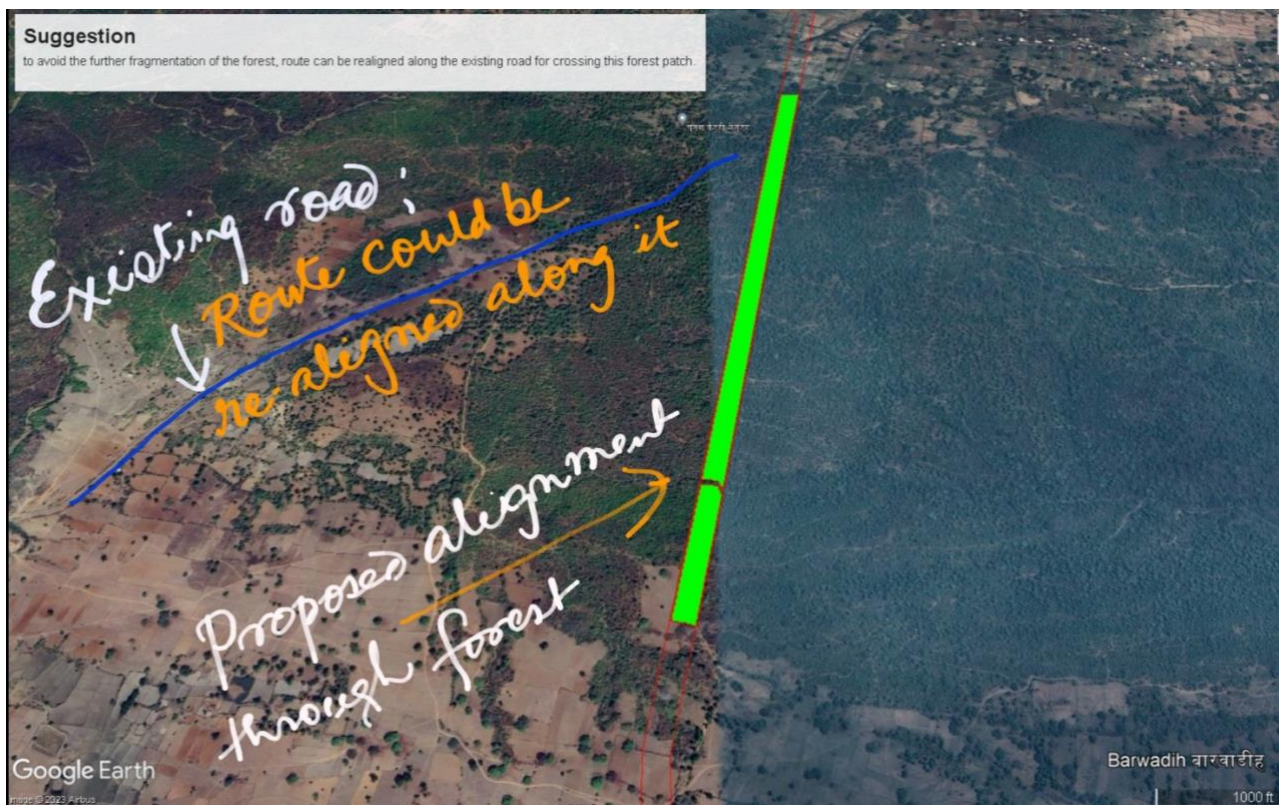 Suggestion
to avoid the further fragmentation of the forest, route can be realigned along the existing road for crossing this forest patch.
Existing road;
Route could be
re-aligned along it
Proposed alignment
through forest
Google Earth
Image © 2023 Airbus
Barwadih बारवाडीह
1000 ft